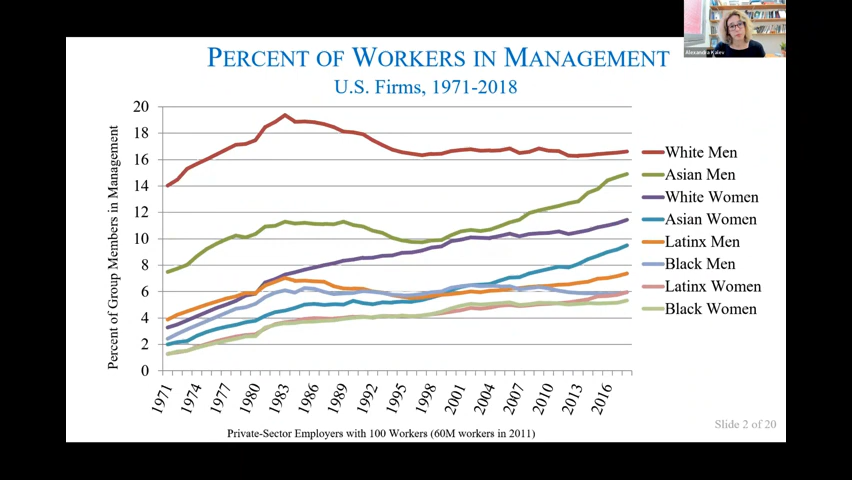 Alexandra Kalev
PERCENT OF WORKERS IN MANAGEMENT
U.S. Firms, 1971-2018
Percent of Group Members in Management
20
18
16
14
12
10
8
6
4
2
0
1971
1974
1977
1980
1983
1986
1989
1992
1995
1998
2001
2004
2007
2010
2013
2016
White Men
Asian Men
White Women
Asian Women
Latinx Men
Black Men
Latinx Women
Black Women
Slide 2 of 20
Private-Sector Employers with 100 Workers (60M workers in 2011)